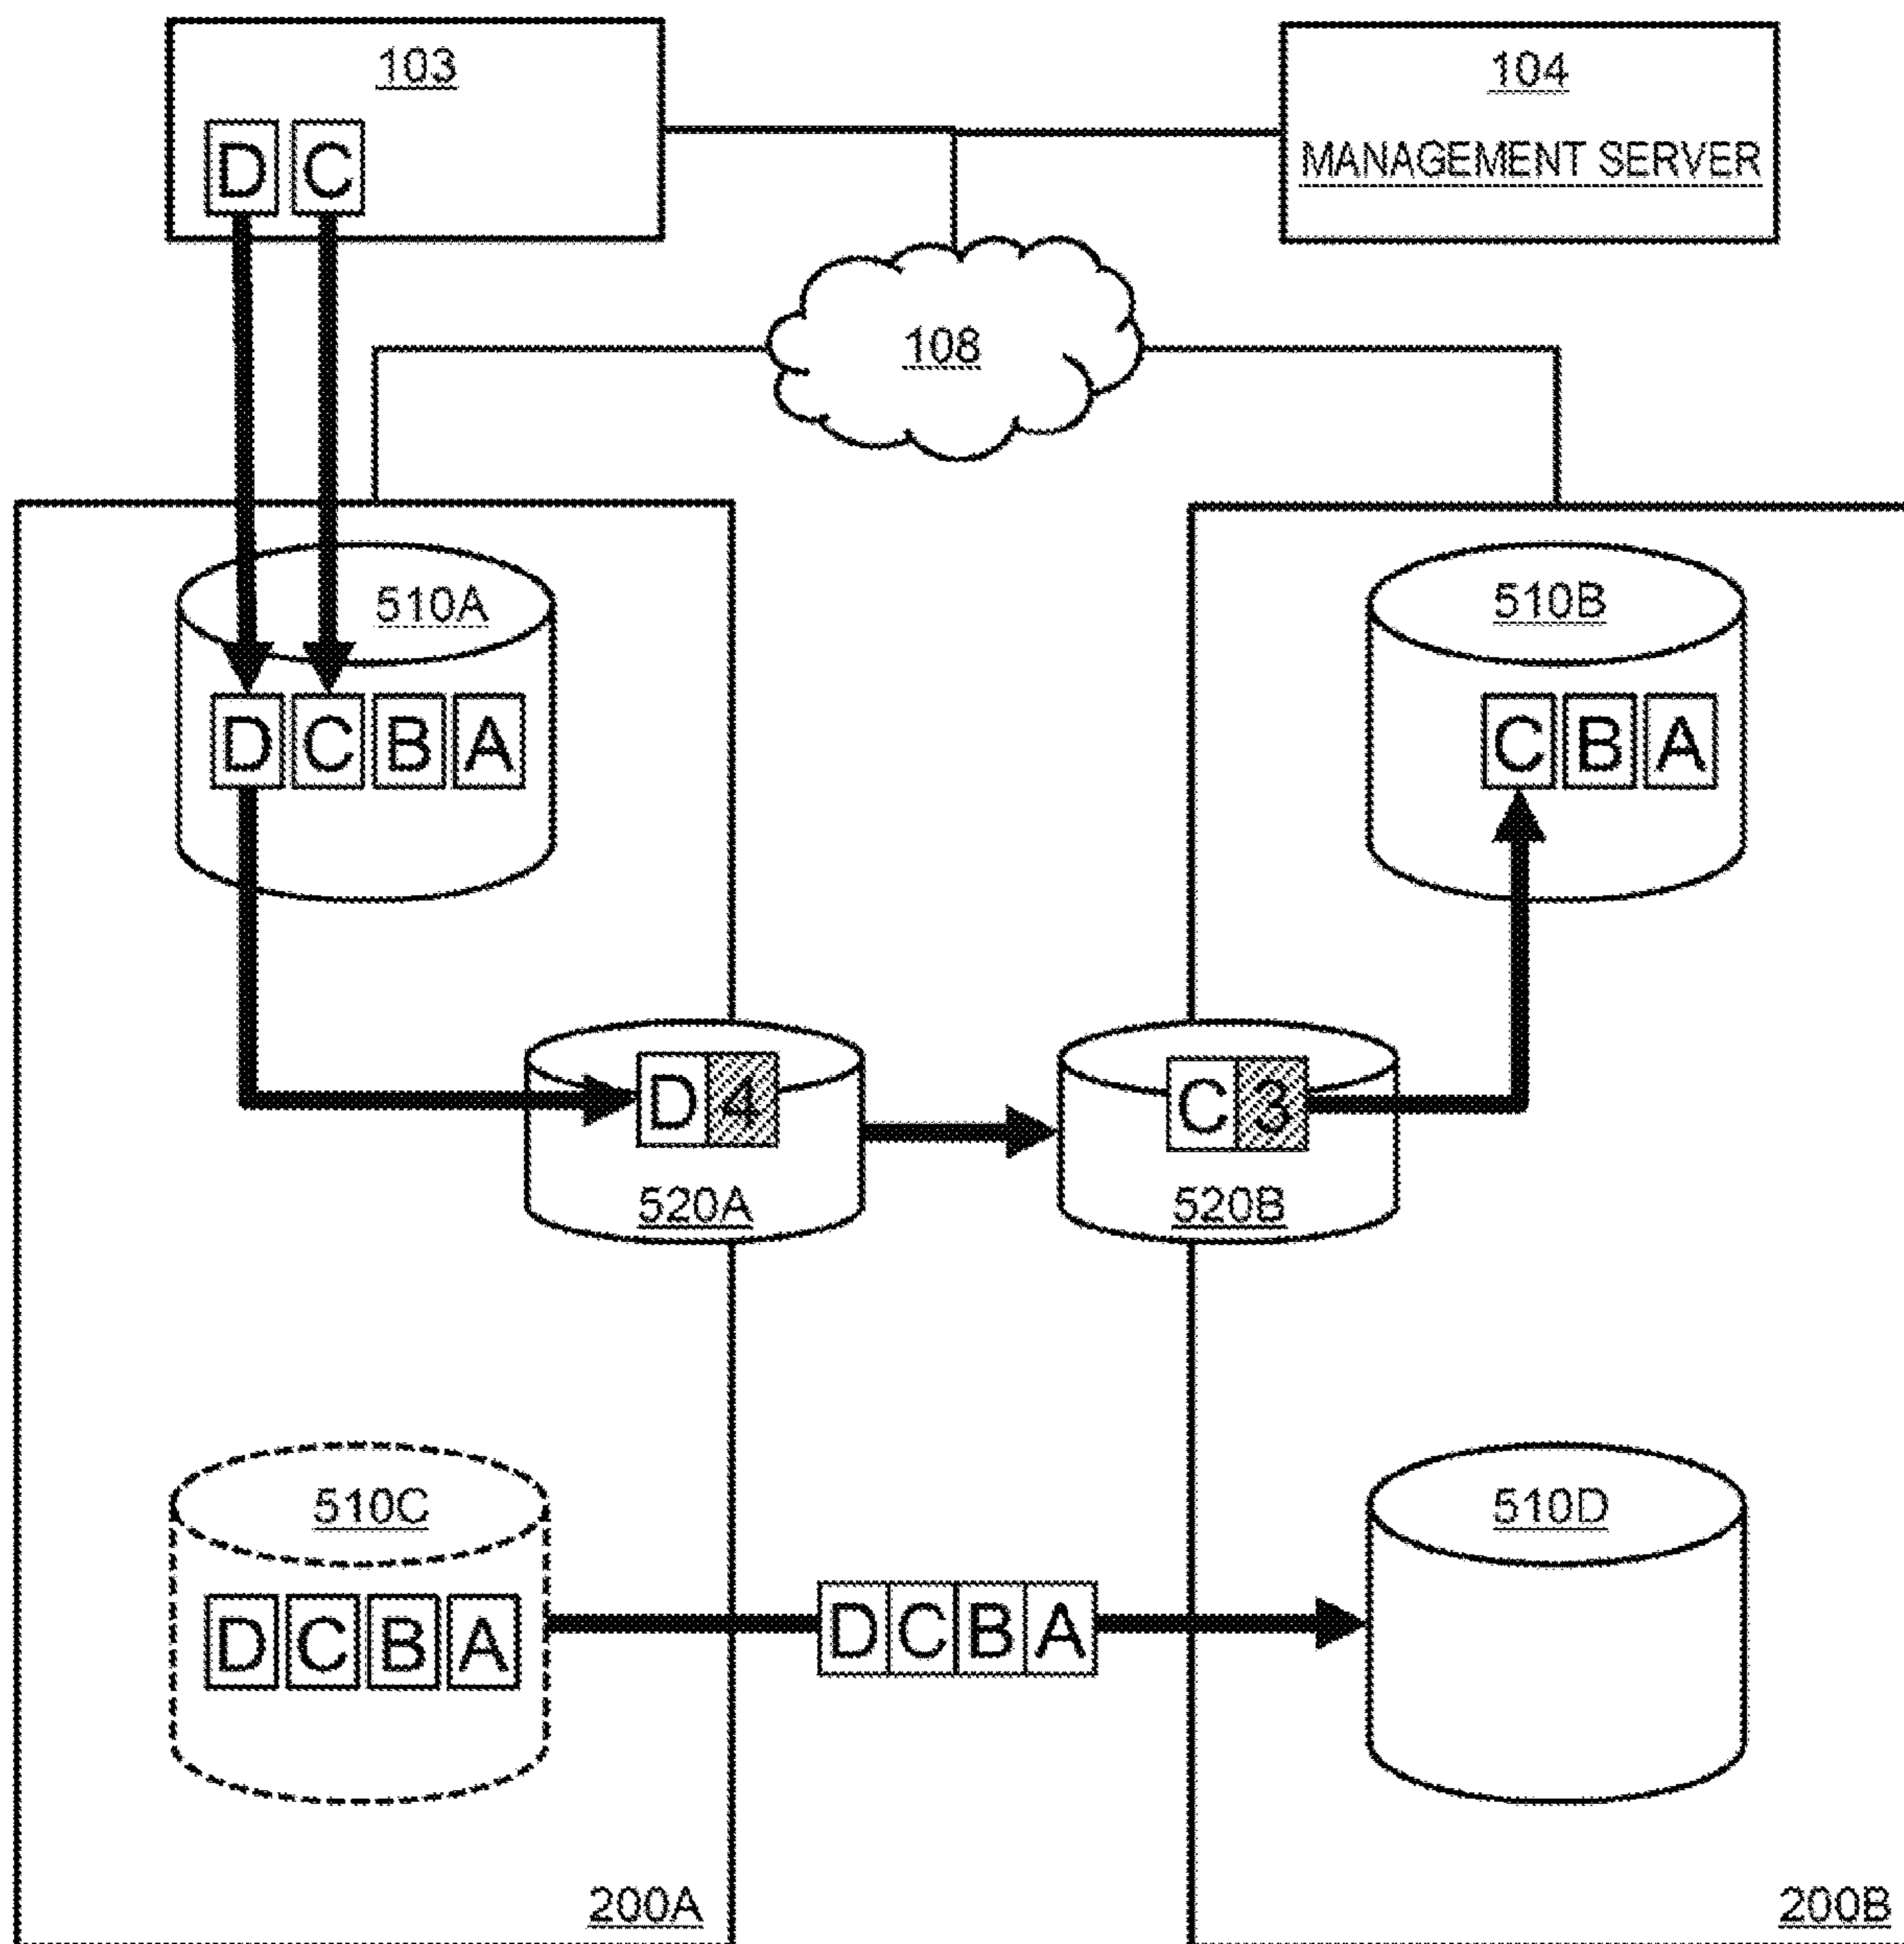 103
104
D C
MANAGEMENT SERVER
108
510A
510B
D C B A
C B A
D 4
C 3
520A
520B
510C
510D
D C B A
D C B A
200A
200B